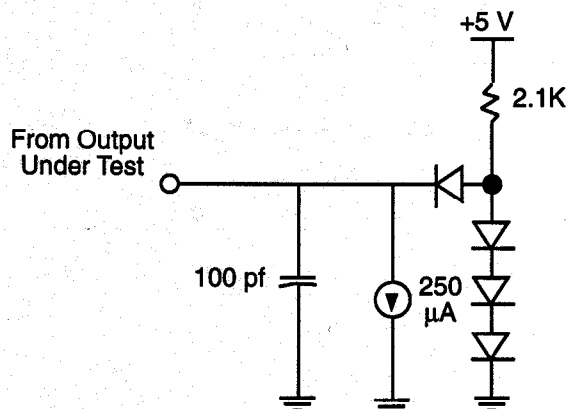 +5 V
2.1K
From Output
Under Test
100 pf
250
µA